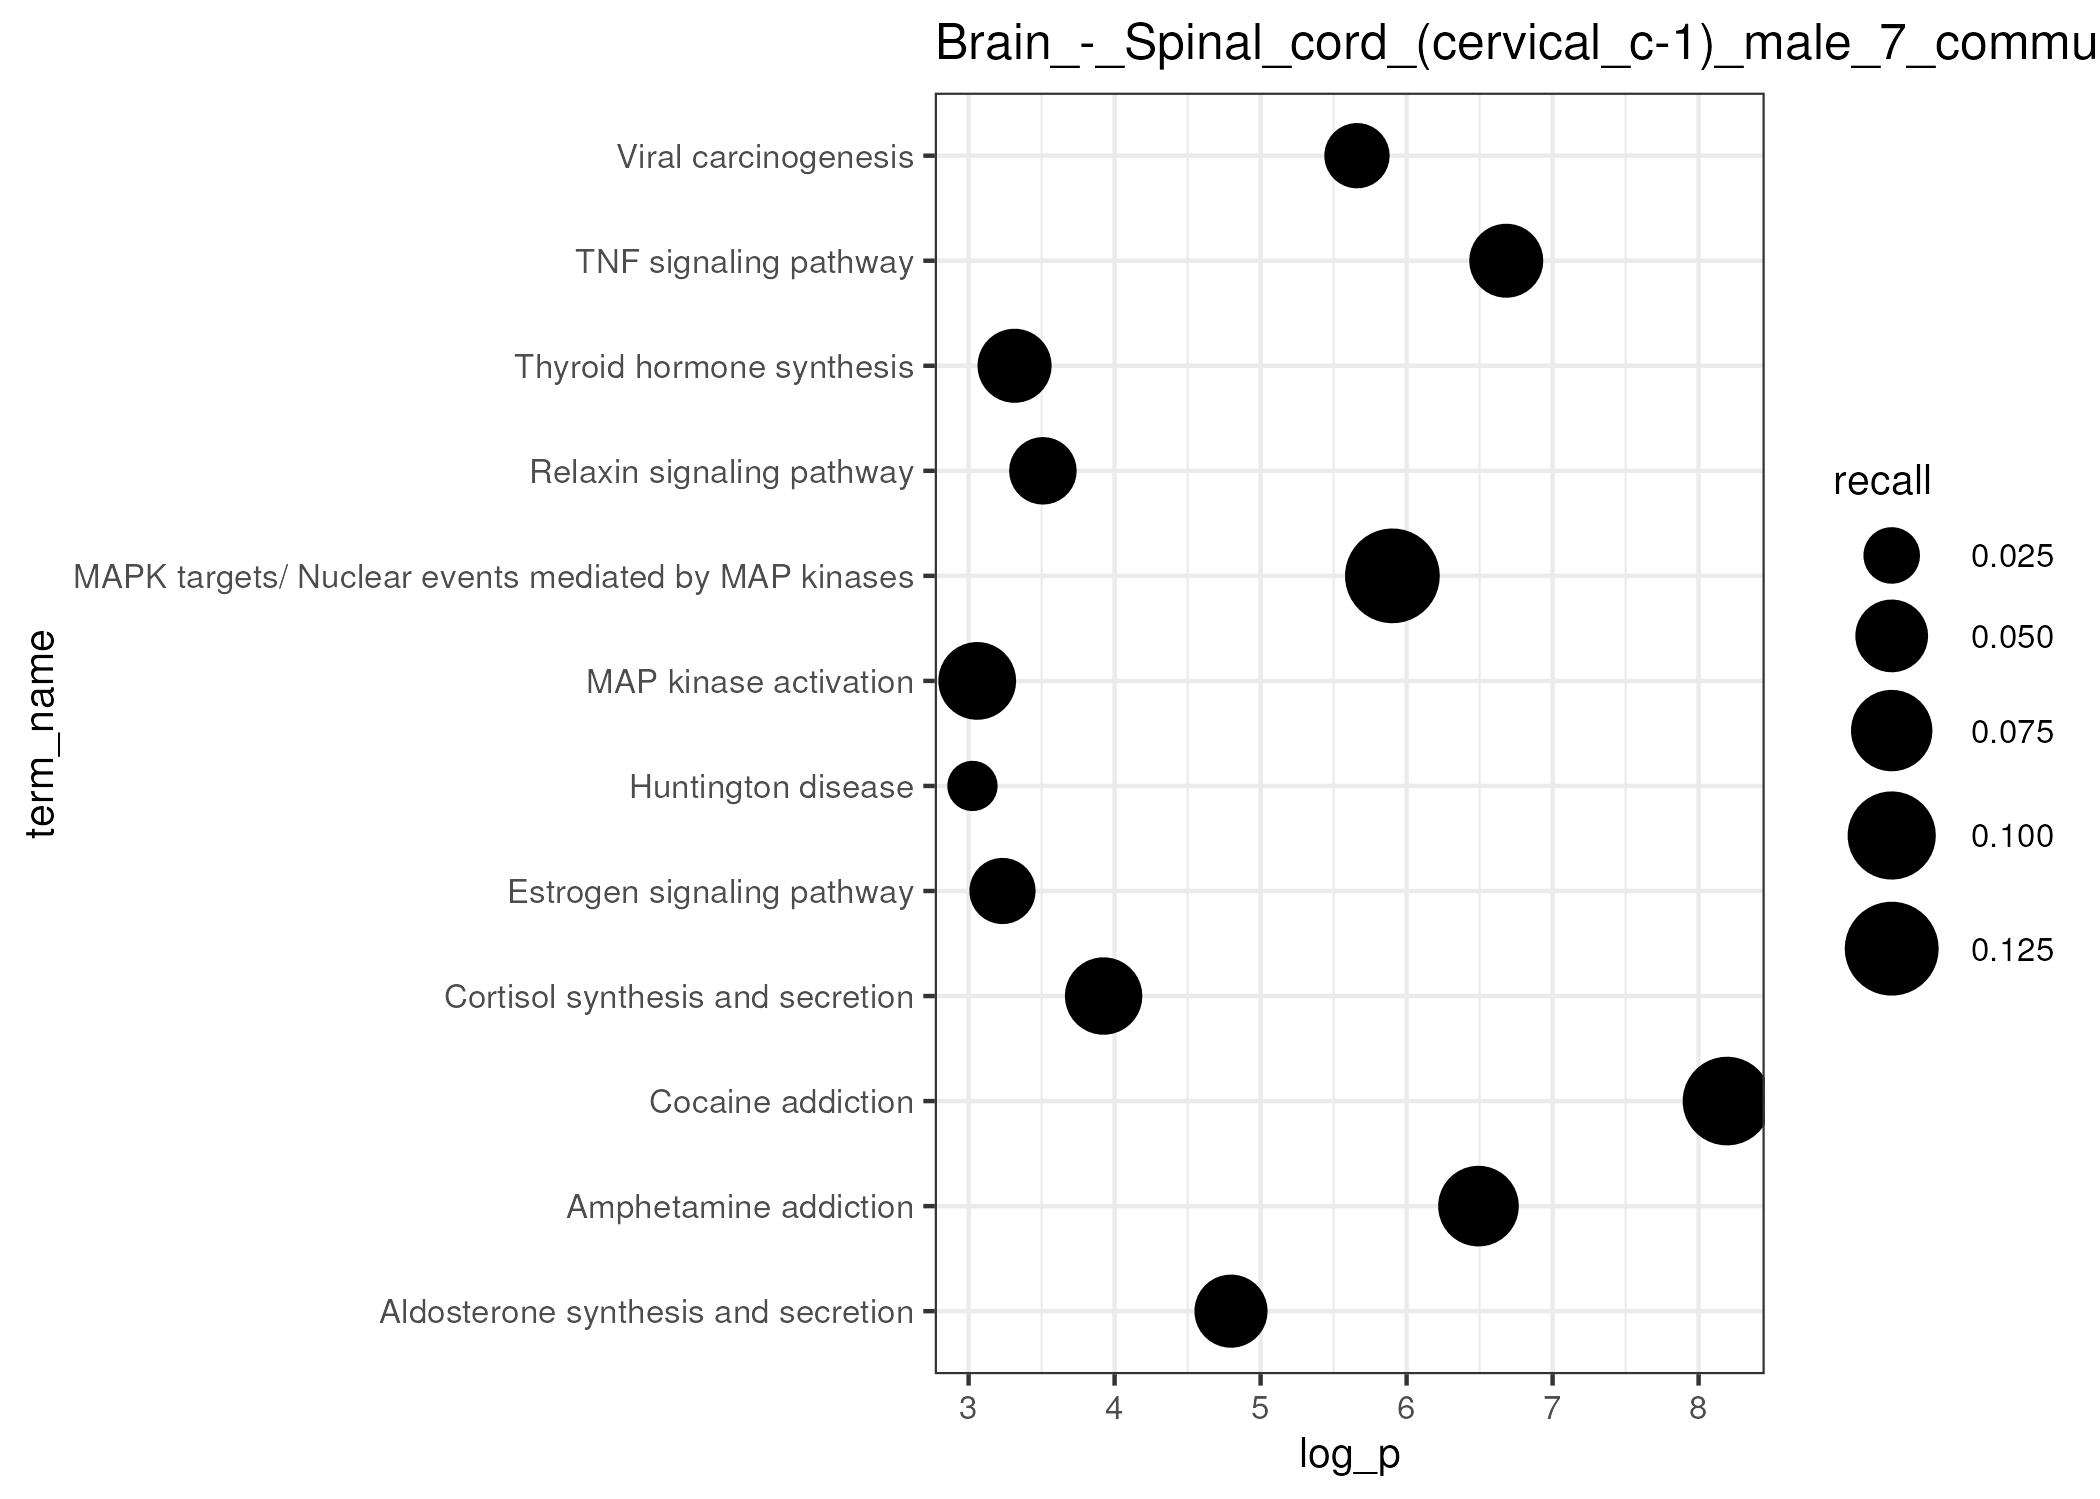 Brain_-_Spinal_cord_(cervical_c-1)_male_7_commu
Viral carcinogenesis
TNF signaling pathway
Thyroid hormone synthesis
Relaxin signaling pathway
MAPK targets/ Nuclear events mediated by MAP kinases
MAP kinase activation
Huntington disease
Estrogen signaling pathway
Cortisol synthesis and secretion
Cocaine addiction
Amphetamine addiction
Aldosterone synthesis and secretion
term_name
3 4 5 6 7 8
log_p
recall
0.025
0.050
0.075
0.100
0.125